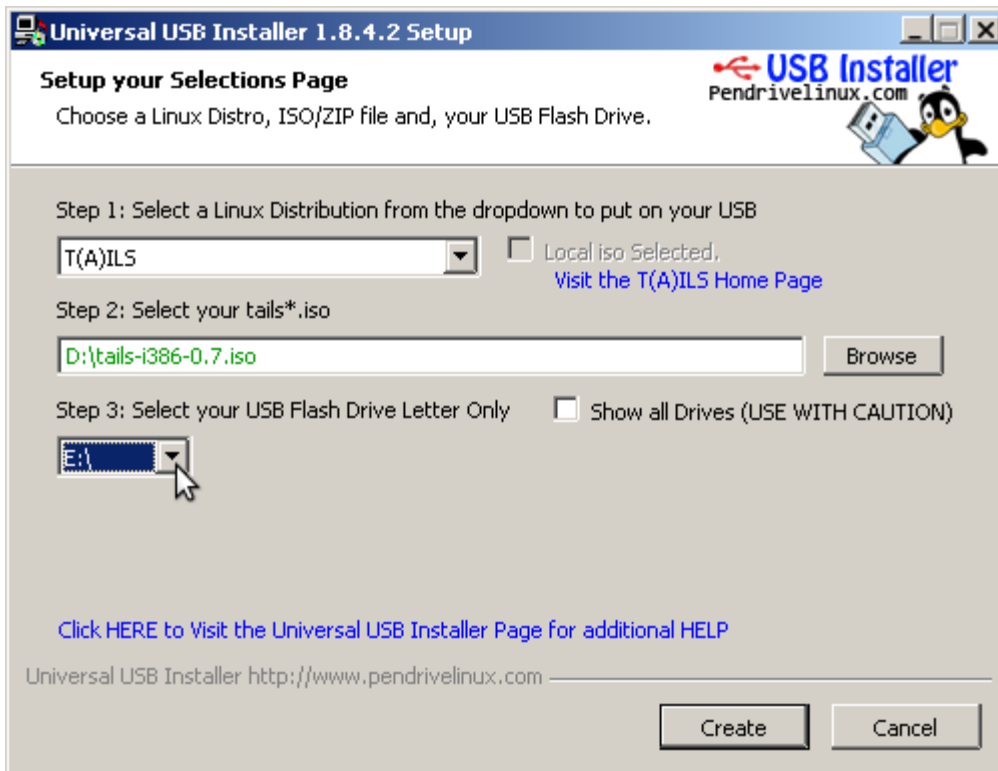 Universal USB Installer 1.8.4.2 Setup
Setup your Selections Page
Choose a Linux Distro, ISO/ZIP file and, your USB Flash Drive.
USB Installer
Pendrivelinux.com
Step 1: Select a Linux Distribution from the dropdown to put on your USB
T(A)ILS
Local iso Selected.
Visit the T(A)ILS Home Page
Step 2: Select your tails*.iso
D:\tails-i386-0.7.iso
Browse
Step 3: Select your USB Flash Drive Letter Only
Show all Drives (USE WITH CAUTION)
E:\
Click HERE to Visit the Universal USB Installer Page for additional HELP
Universal USB Installer http://www.pendrivelinux.com
Create
Cancel